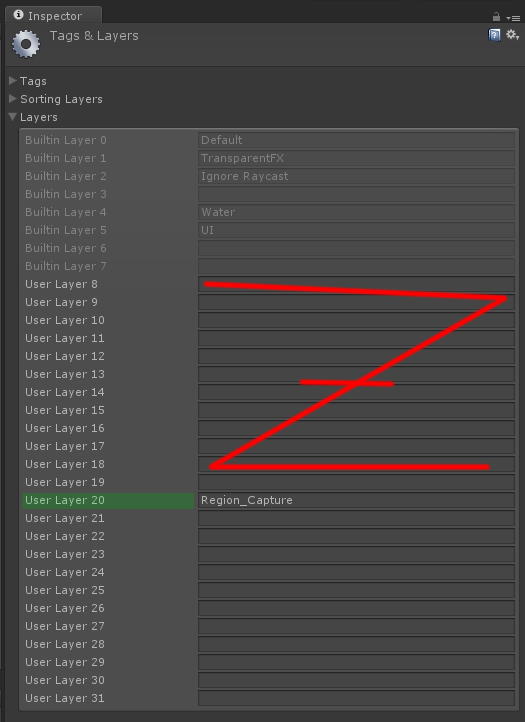 Inspector
Tags & Layers
Tags
Sorting Layers
Layers
Builtin Layer 0 Default
Builtin Layer 1 TransparentFX
Builtin Layer 2 Ignore Raycast
Builtin Layer 3
Builtin Layer 4 Water
Builtin Layer 5 UI
Builtin Layer 6
Builtin Layer 7
User Layer 8
User Layer 9
User Layer 10
User Layer 11
User Layer 12
User Layer 13
User Layer 14
User Layer 15
User Layer 16
User Layer 17
User Layer 18
User Layer 19
User Layer 20 Region_Capture
User Layer 21
User Layer 22
User Layer 23
User Layer 24
User Layer 25
User Layer 26
User Layer 27
User Layer 28
User Layer 29
User Layer 30
User Layer 31